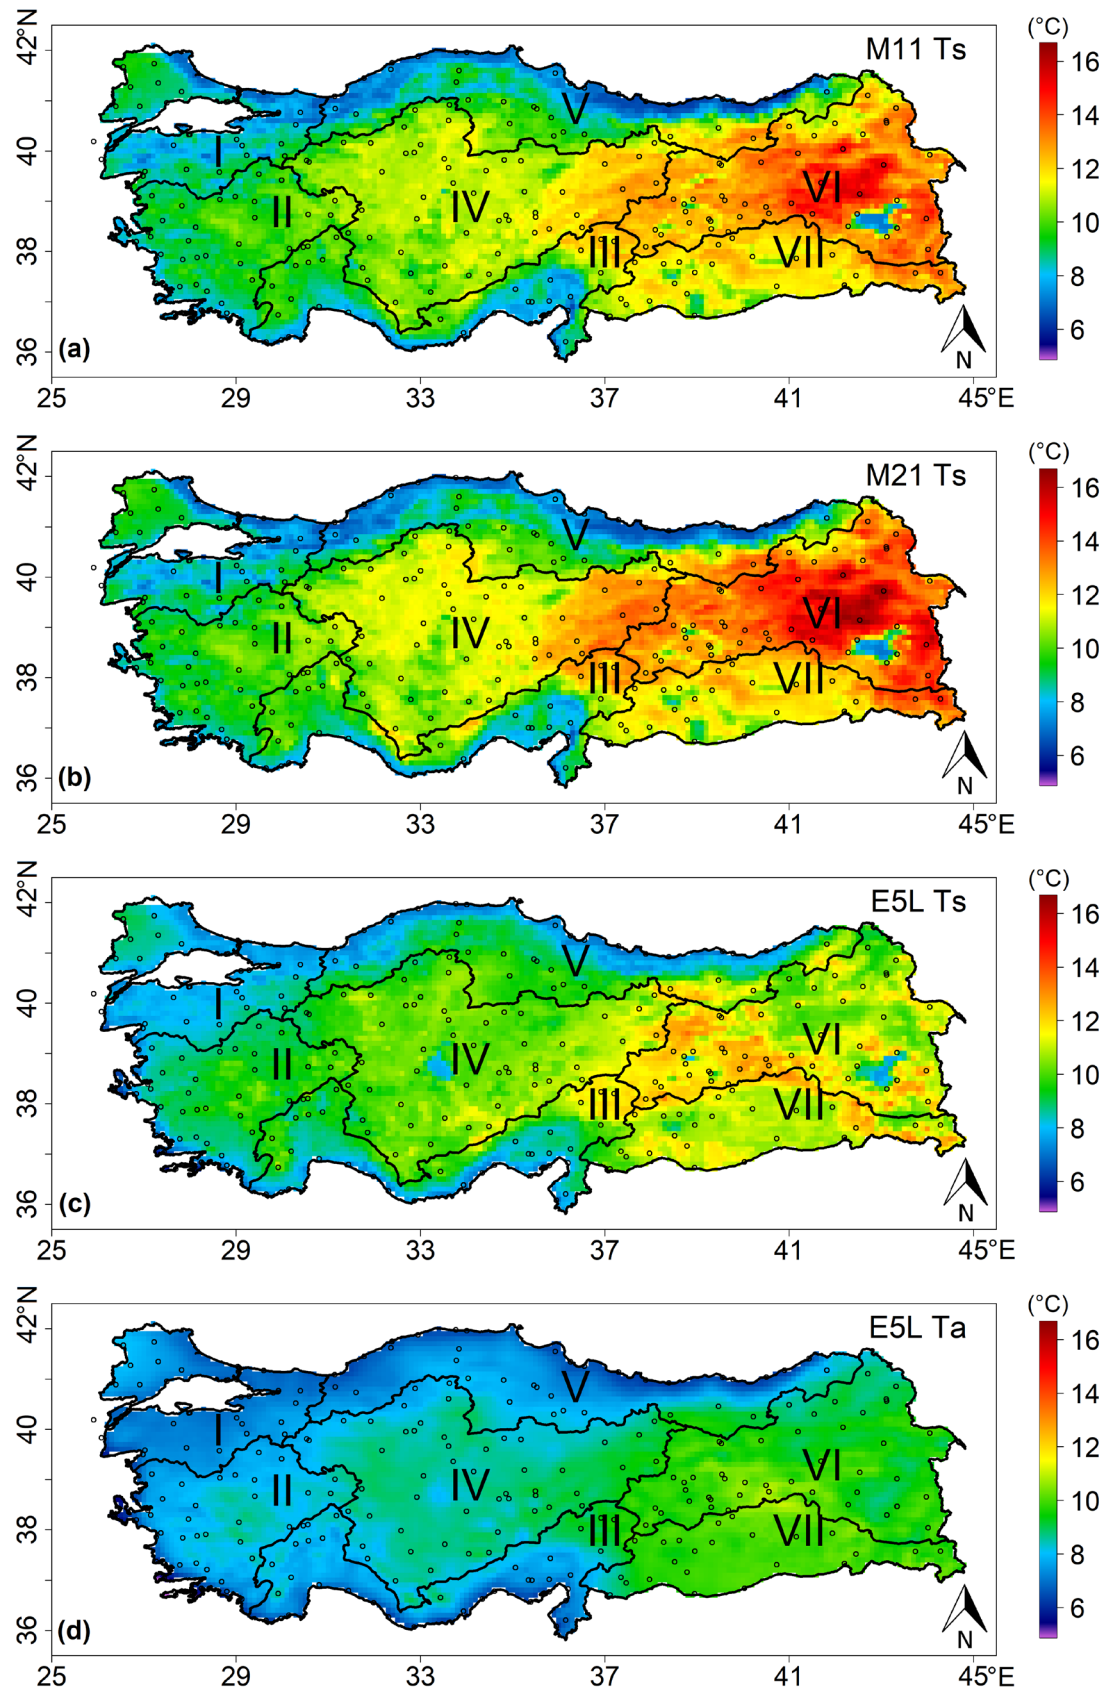 (°C)
M11 Ts
42°N
40
38
36
16
14
12
10
8
6
I
II
III
IV
V
VI
VII
N
(a)
25
29
33
37
41
45°E
(°C)
M21 Ts
42°N
40
38
36
16
14
12
10
8
6
I
II
III
IV
V
VI
VII
N
(b)
25
29
33
37
41
45°E
(°C)
E5L Ts
42°N
40
38
36
16
14
12
10
8
6
I
II
III
IV
V
VI
VII
N
(c)
25
29
33
37
41
45°E
(°C)
E5L Ta
42°N
40
38
36
16
14
12
10
8
6
I
II
III
IV
V
VI
VII
N
(d)
25
29
33
37
41
45°E